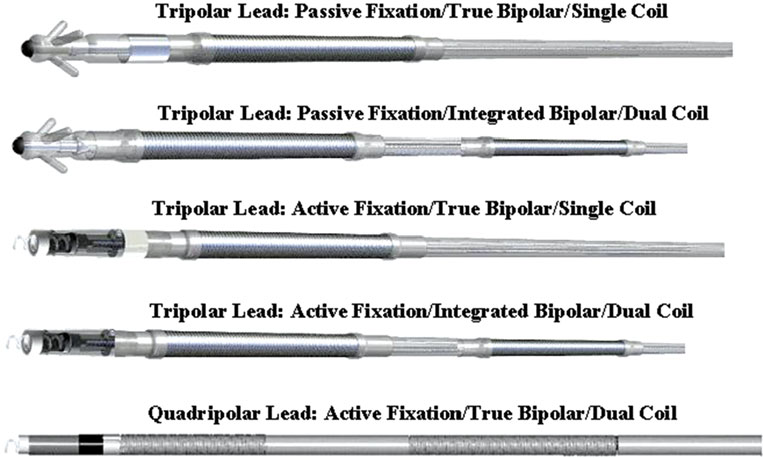 Tripolar Lead: Passive Fixation/True Bipolar/Single Coil
Tripolar Lead: Passive Fixation/Integrated Bipolar/Dual Coil
Tripolar Lead: Active Fixation/True Bipolar/Single Coil
Tripolar Lead: Active Fixation/Integrated Bipolar/Dual Coil
Quadripolar Lead: Active Fixation/True Bipolar/Dual Coil